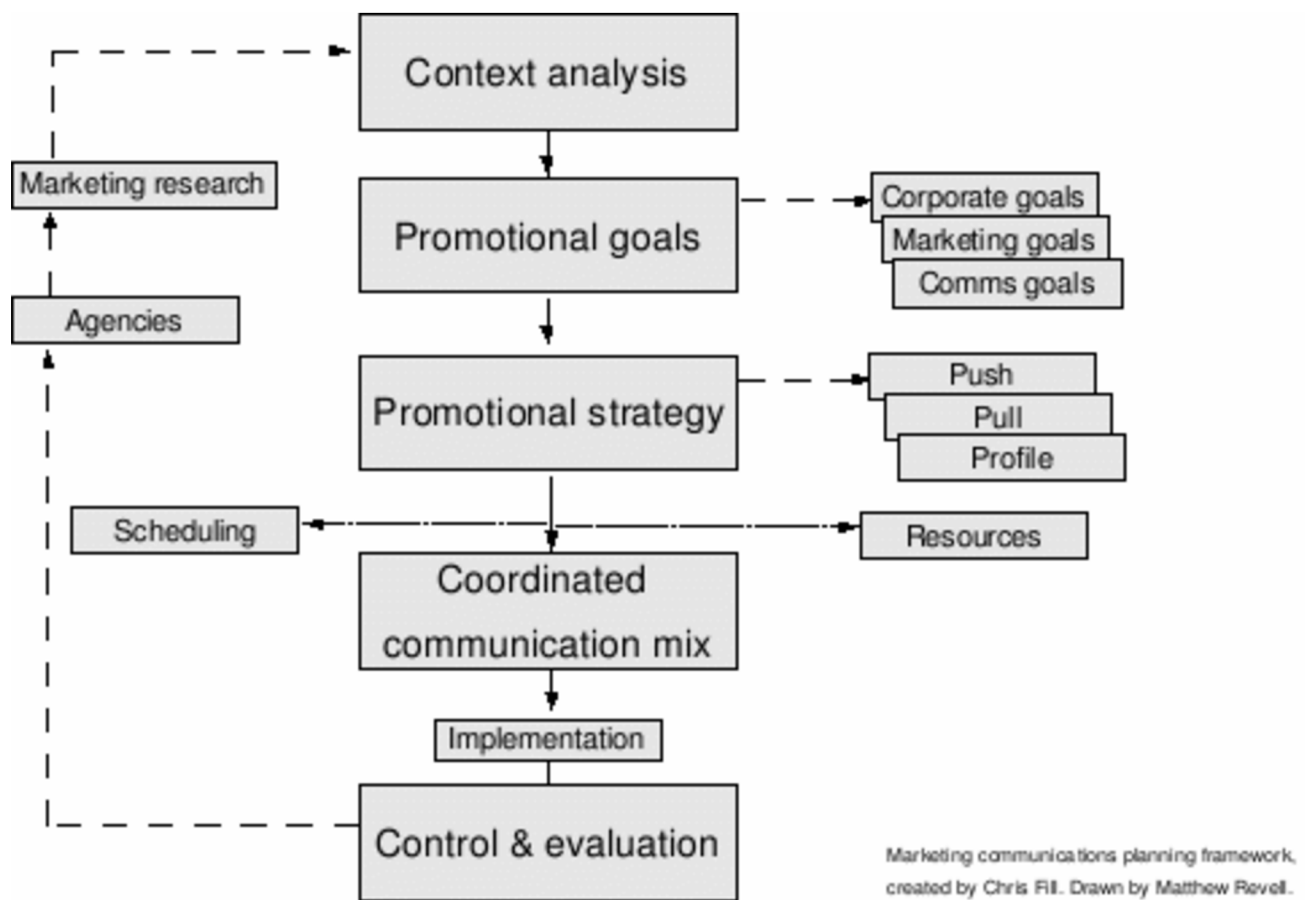 Context analysis
Marketing research
Promotional goals
Corporate goals
Marketing goals
Comms goals
Agencies
Promotional strategy
Push
Pull
Profile
Scheduling
Resources
Coordinated
communication mix
Implementation
Control & evaluation
Marketing communications planning framework,
created by Chris Fill. Drawn by Matthew Revell.